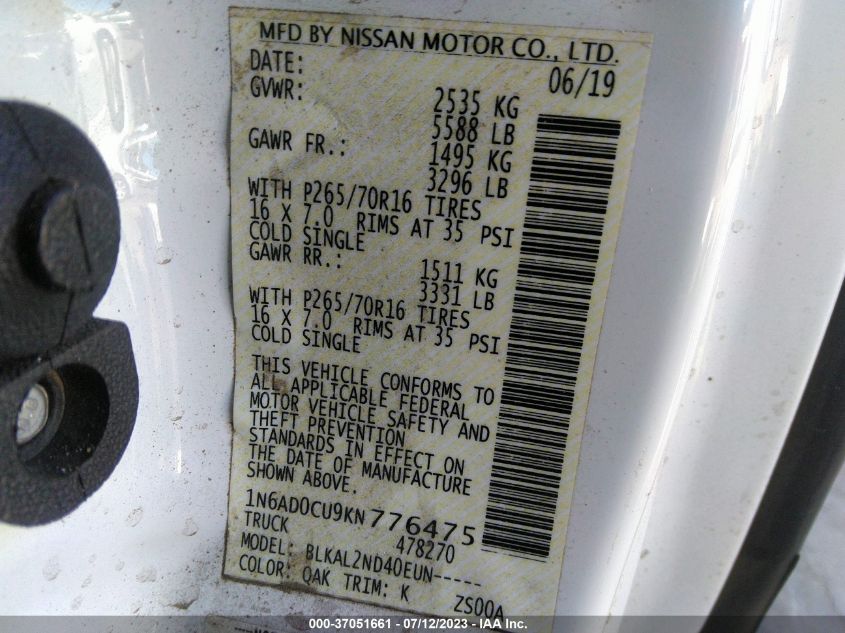 MFD BY NISSAN MOTOR CO., LTD.
DATE: 06/19
GVWR: 2535 KG
5588 LB
GAWR FR.: 1495 KG
3296 LB
WITH P265/70R16 TIRES
16 X 7.0 RIMS AT 35 PSI
COLD SINGLE
GAWR RR.: 1511 KG
3331 LB
WITH P265/70R16 TIRES
16 X 7.0 RIMS AT 35 PSI
COLD SINGLE
THIS VEHICLE CONFORMS TO
ALL APPLICABLE FEDERAL
MOTOR VEHICLE SAFETY AND
THEFT PREVENTION
STANDARDS IN EFFECT ON
THE DATE OF MANUFACTURE
SHOWN ABOVE.
1N6AD0CU9KN776475
TRUCK 478270
MODEL: BLKAL2ND40EUN-----
COLOR: QAK TRIM: K ZS00A
000-37051661 - 07/12/2023 - © IAA Inc.